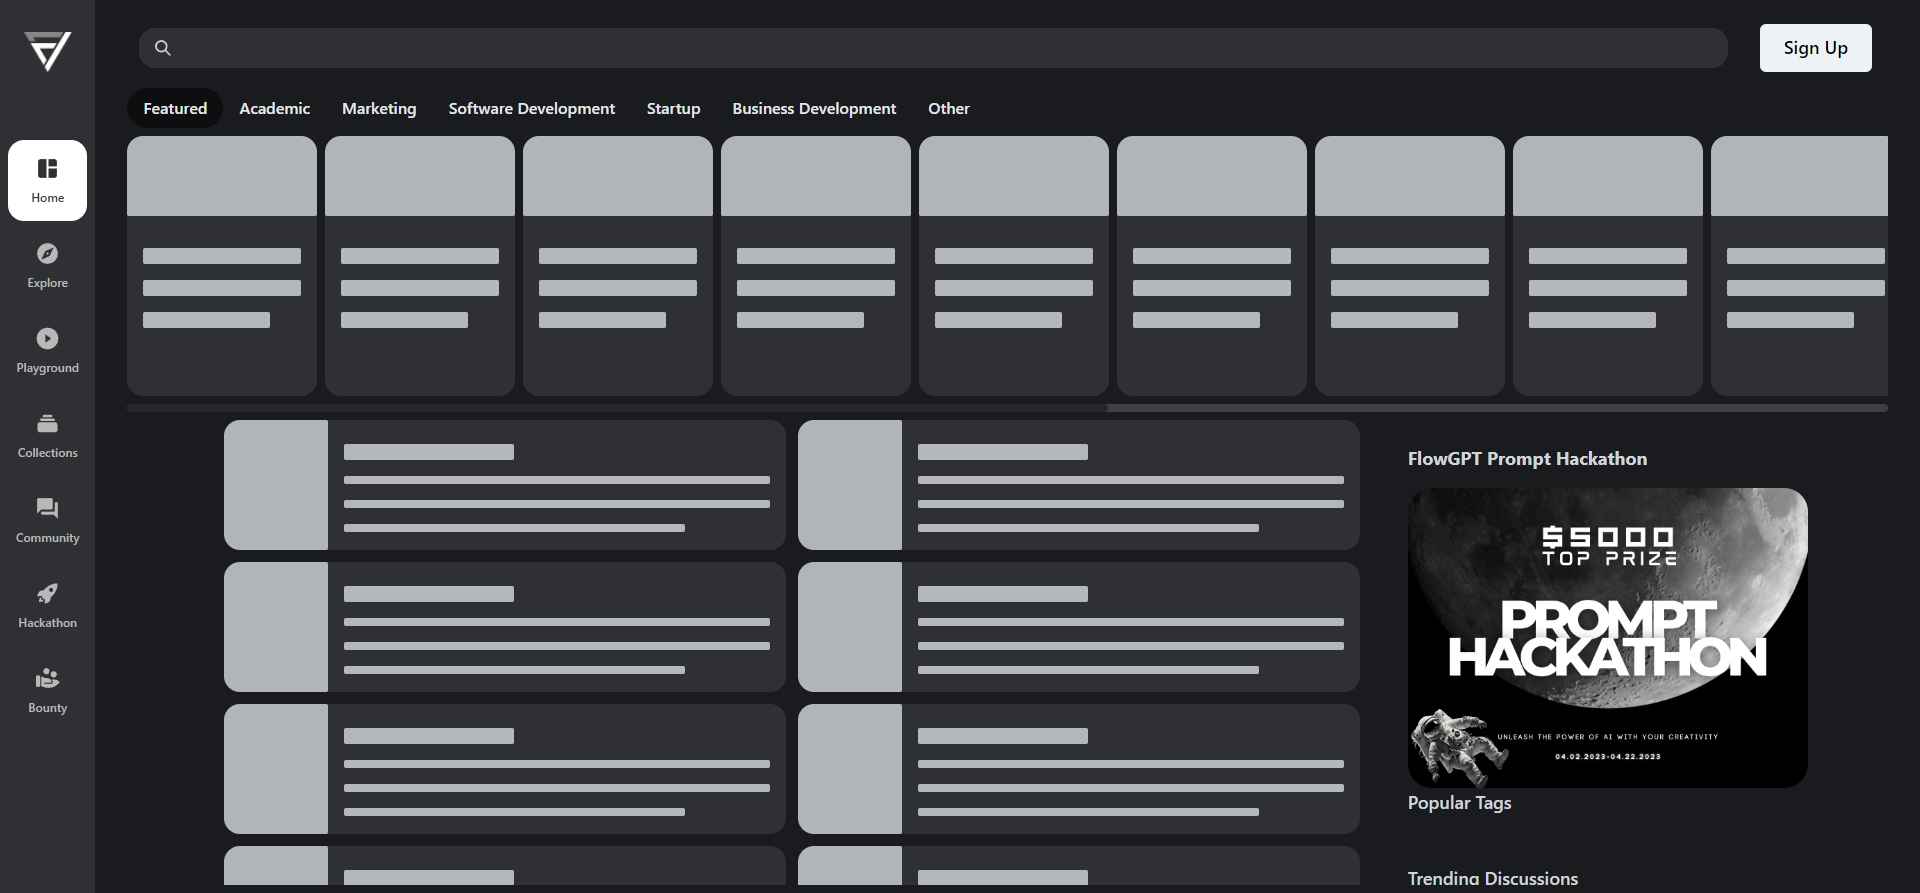 Sign Up
Featured
Academic
Marketing
Software Development
Startup
Business Development
Other
Home
Explore
Playground
Collections
Community
Hackathon
Bounty
FlowGPT Prompt Hackathon
$5000
TOP PRIZE
PROMPT
HACKATHON
UNLEASH THE POWER OF AI WITH YOUR CREATIVITY
04.02.2023-04.22.2023
Popular Tags
Trending Discussions